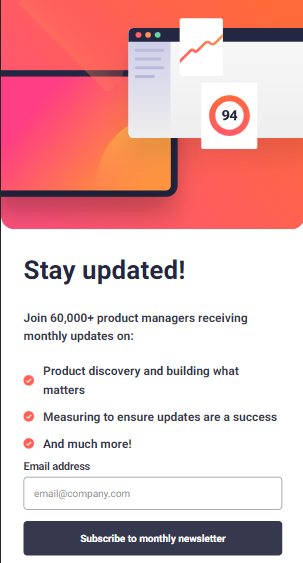 94
Stay updated!
Join 60,000+ product managers receiving
monthly updates on:
Product discovery and building what
matters
Measuring to ensure updates are a success
And much more!
Email address
email@company.com
Subscribe to monthly newsletter